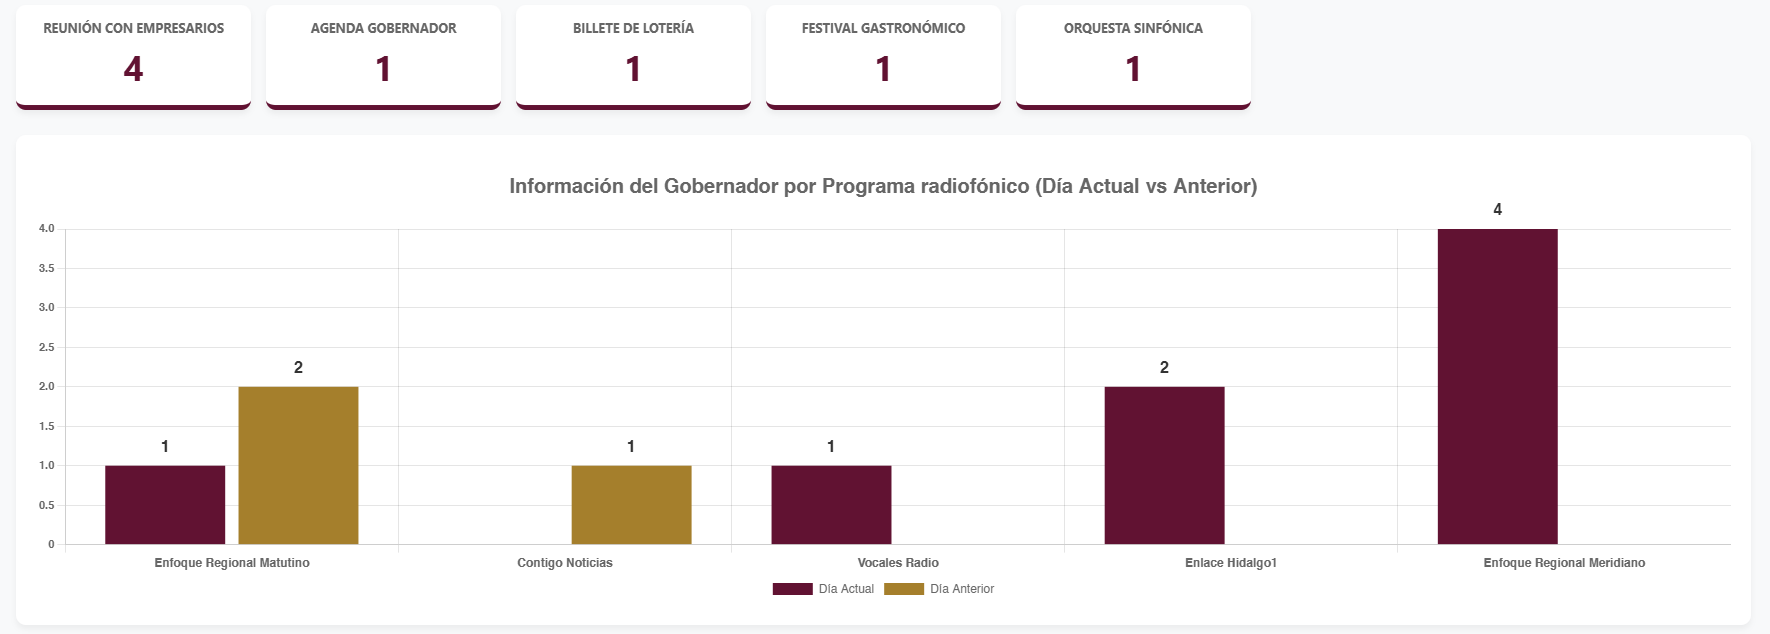 REUNIÓN CON EMPRESARIOS
4
AGENDA GOBERNADOR
1
BILLETE DE LOTERÍA
1
FESTIVAL GASTRONÓMICO
1
ORQUESTA SINFÓNICA
1
Información del Gobernador por Programa radiofónico (Día Actual vs Anterior)
4.0
3.5
3.0
2.5
2.0
1.5
1.0
0.5
0
1
2
1
1
2
4
Enfoque Regional Matutino
Contigo Noticias
Vocales Radio
Enlace Hidalgo1
Enfoque Regional Meridiano
Día Actual
Día Anterior